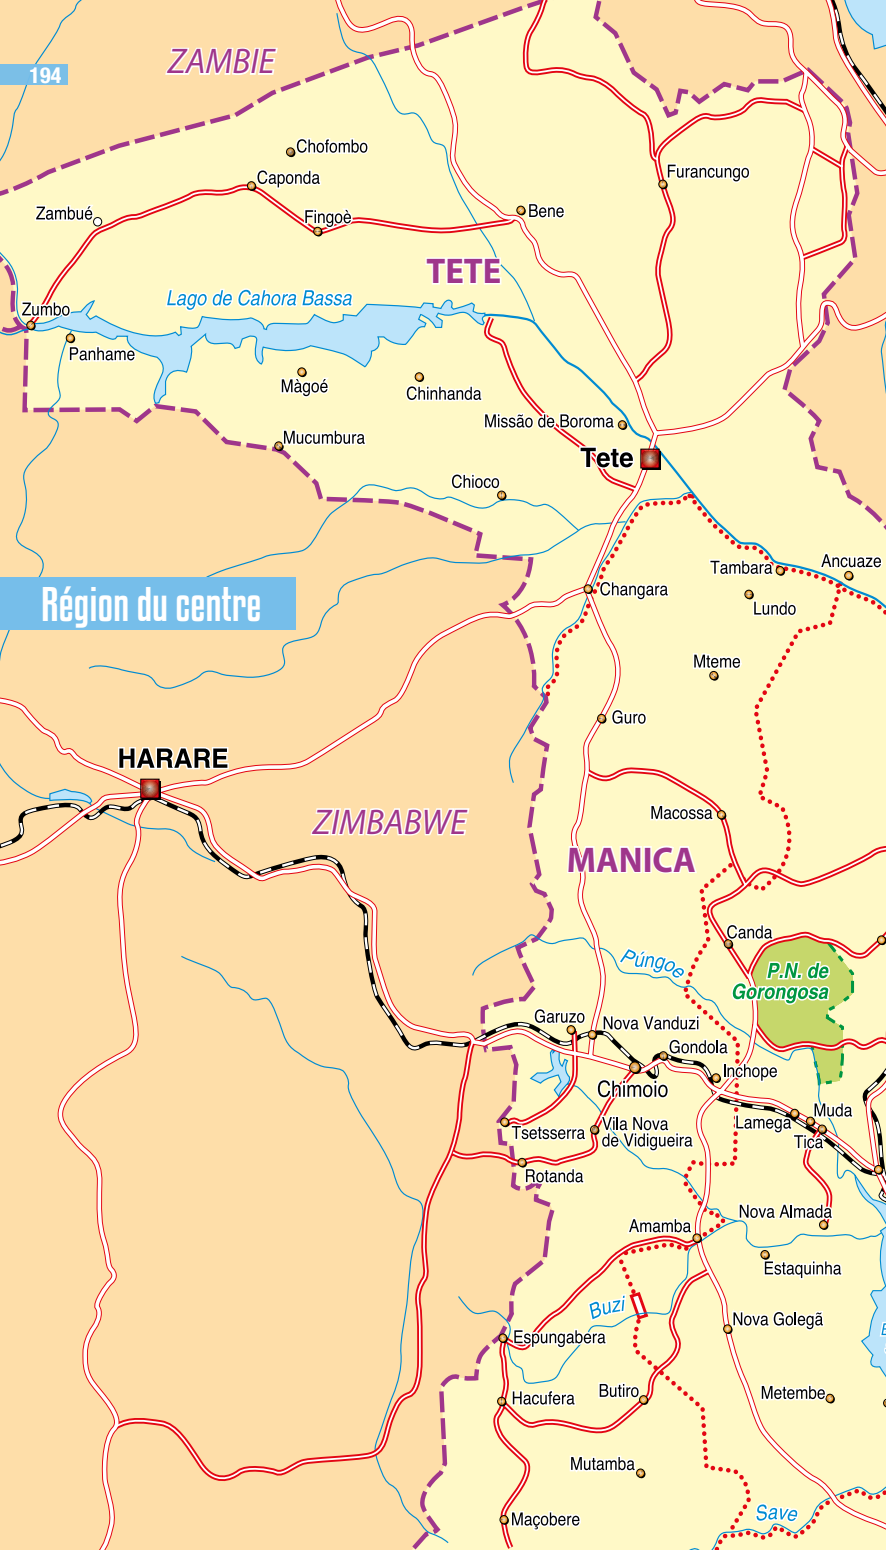 ZAMBIE
194
Chofombo
Caponda
Furancungo
Zambué
Fingoè
Bene
TETE
Lago de Cahora Bassa
Zumbo
Panhame
Màgoé
Chinhanda
Missão de Boroma
Mucumbura
Tete
Chioco
Ancuaze
Tambara
Changara
Lundo
Région du centre
Mteme
Guro
HARARE
Macossa
ZIMBABWE
MANICA
Canda
Púngoe
P.N. de
Gorongosa
Garuzo
Nova Vanduzi
Gondola
Inchope
Chimoio
Muda
Lamega
Tica
Tsetsserra
Vila Nova
de Vidigueira
Rotanda
Nova Almada
Amamba
Estaquinha
Buzi
Nova Golegã
Espungabera
Butiro
Metembe
Hacufera
Mutamba
Save
Maçobere